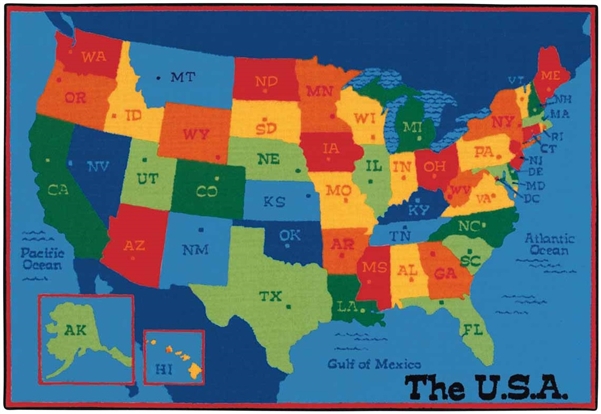 WA
MT
ND
MN
ME
OR
ID
SD
WI
VT
NH
MA
NY
WY
MI
RI
CT
IA
NE
PA
NJ
NV
UT
IL
IN
OH
DE
MD
DC
CA
CO
WV
VA
KS
MO
KY
NC
TN
AZ
NM
OK
AR
SC
Pacific
Ocean
Atlantic
Ocean
MS
AL
GA
TX
LA
FL
AK
HI
Gulf of Mexico
The U.S.A.